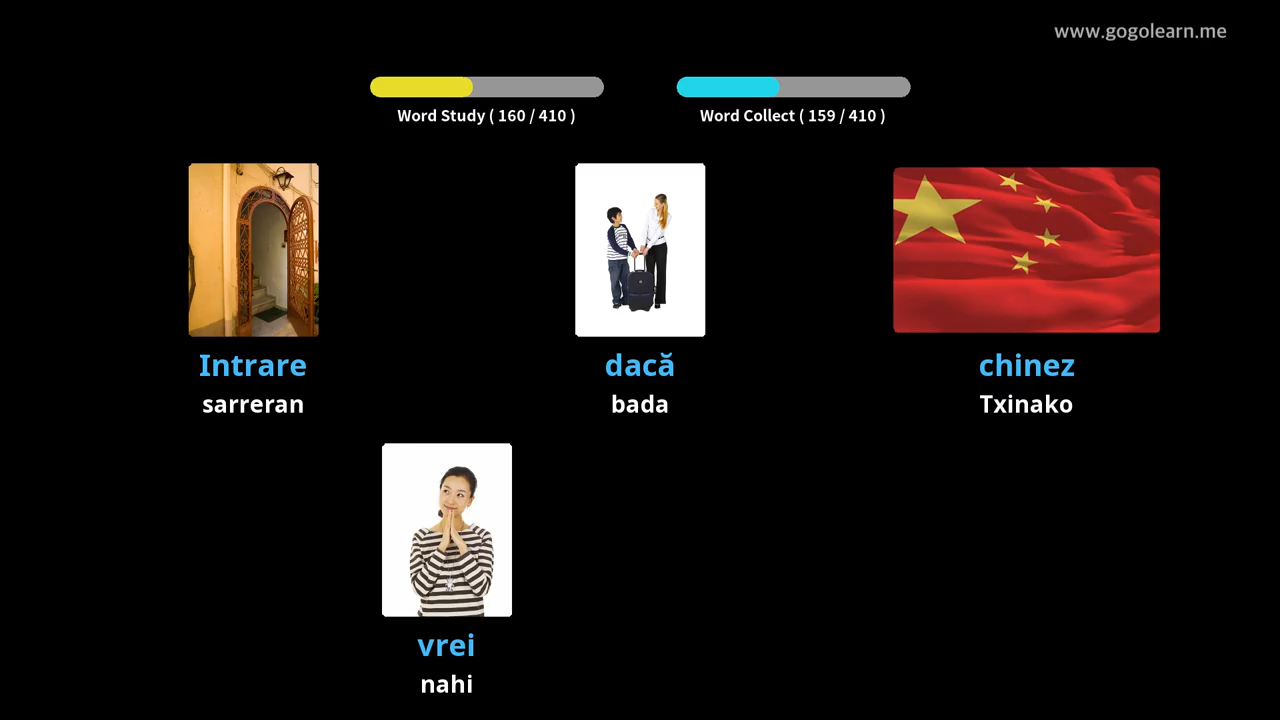 www.gogolearn.me
Word Study ( 160 / 410 )
Word Collect ( 159 / 410 )
Intrare
sarreran
dacă
bada
chinez
Txinako
vrei
nahi